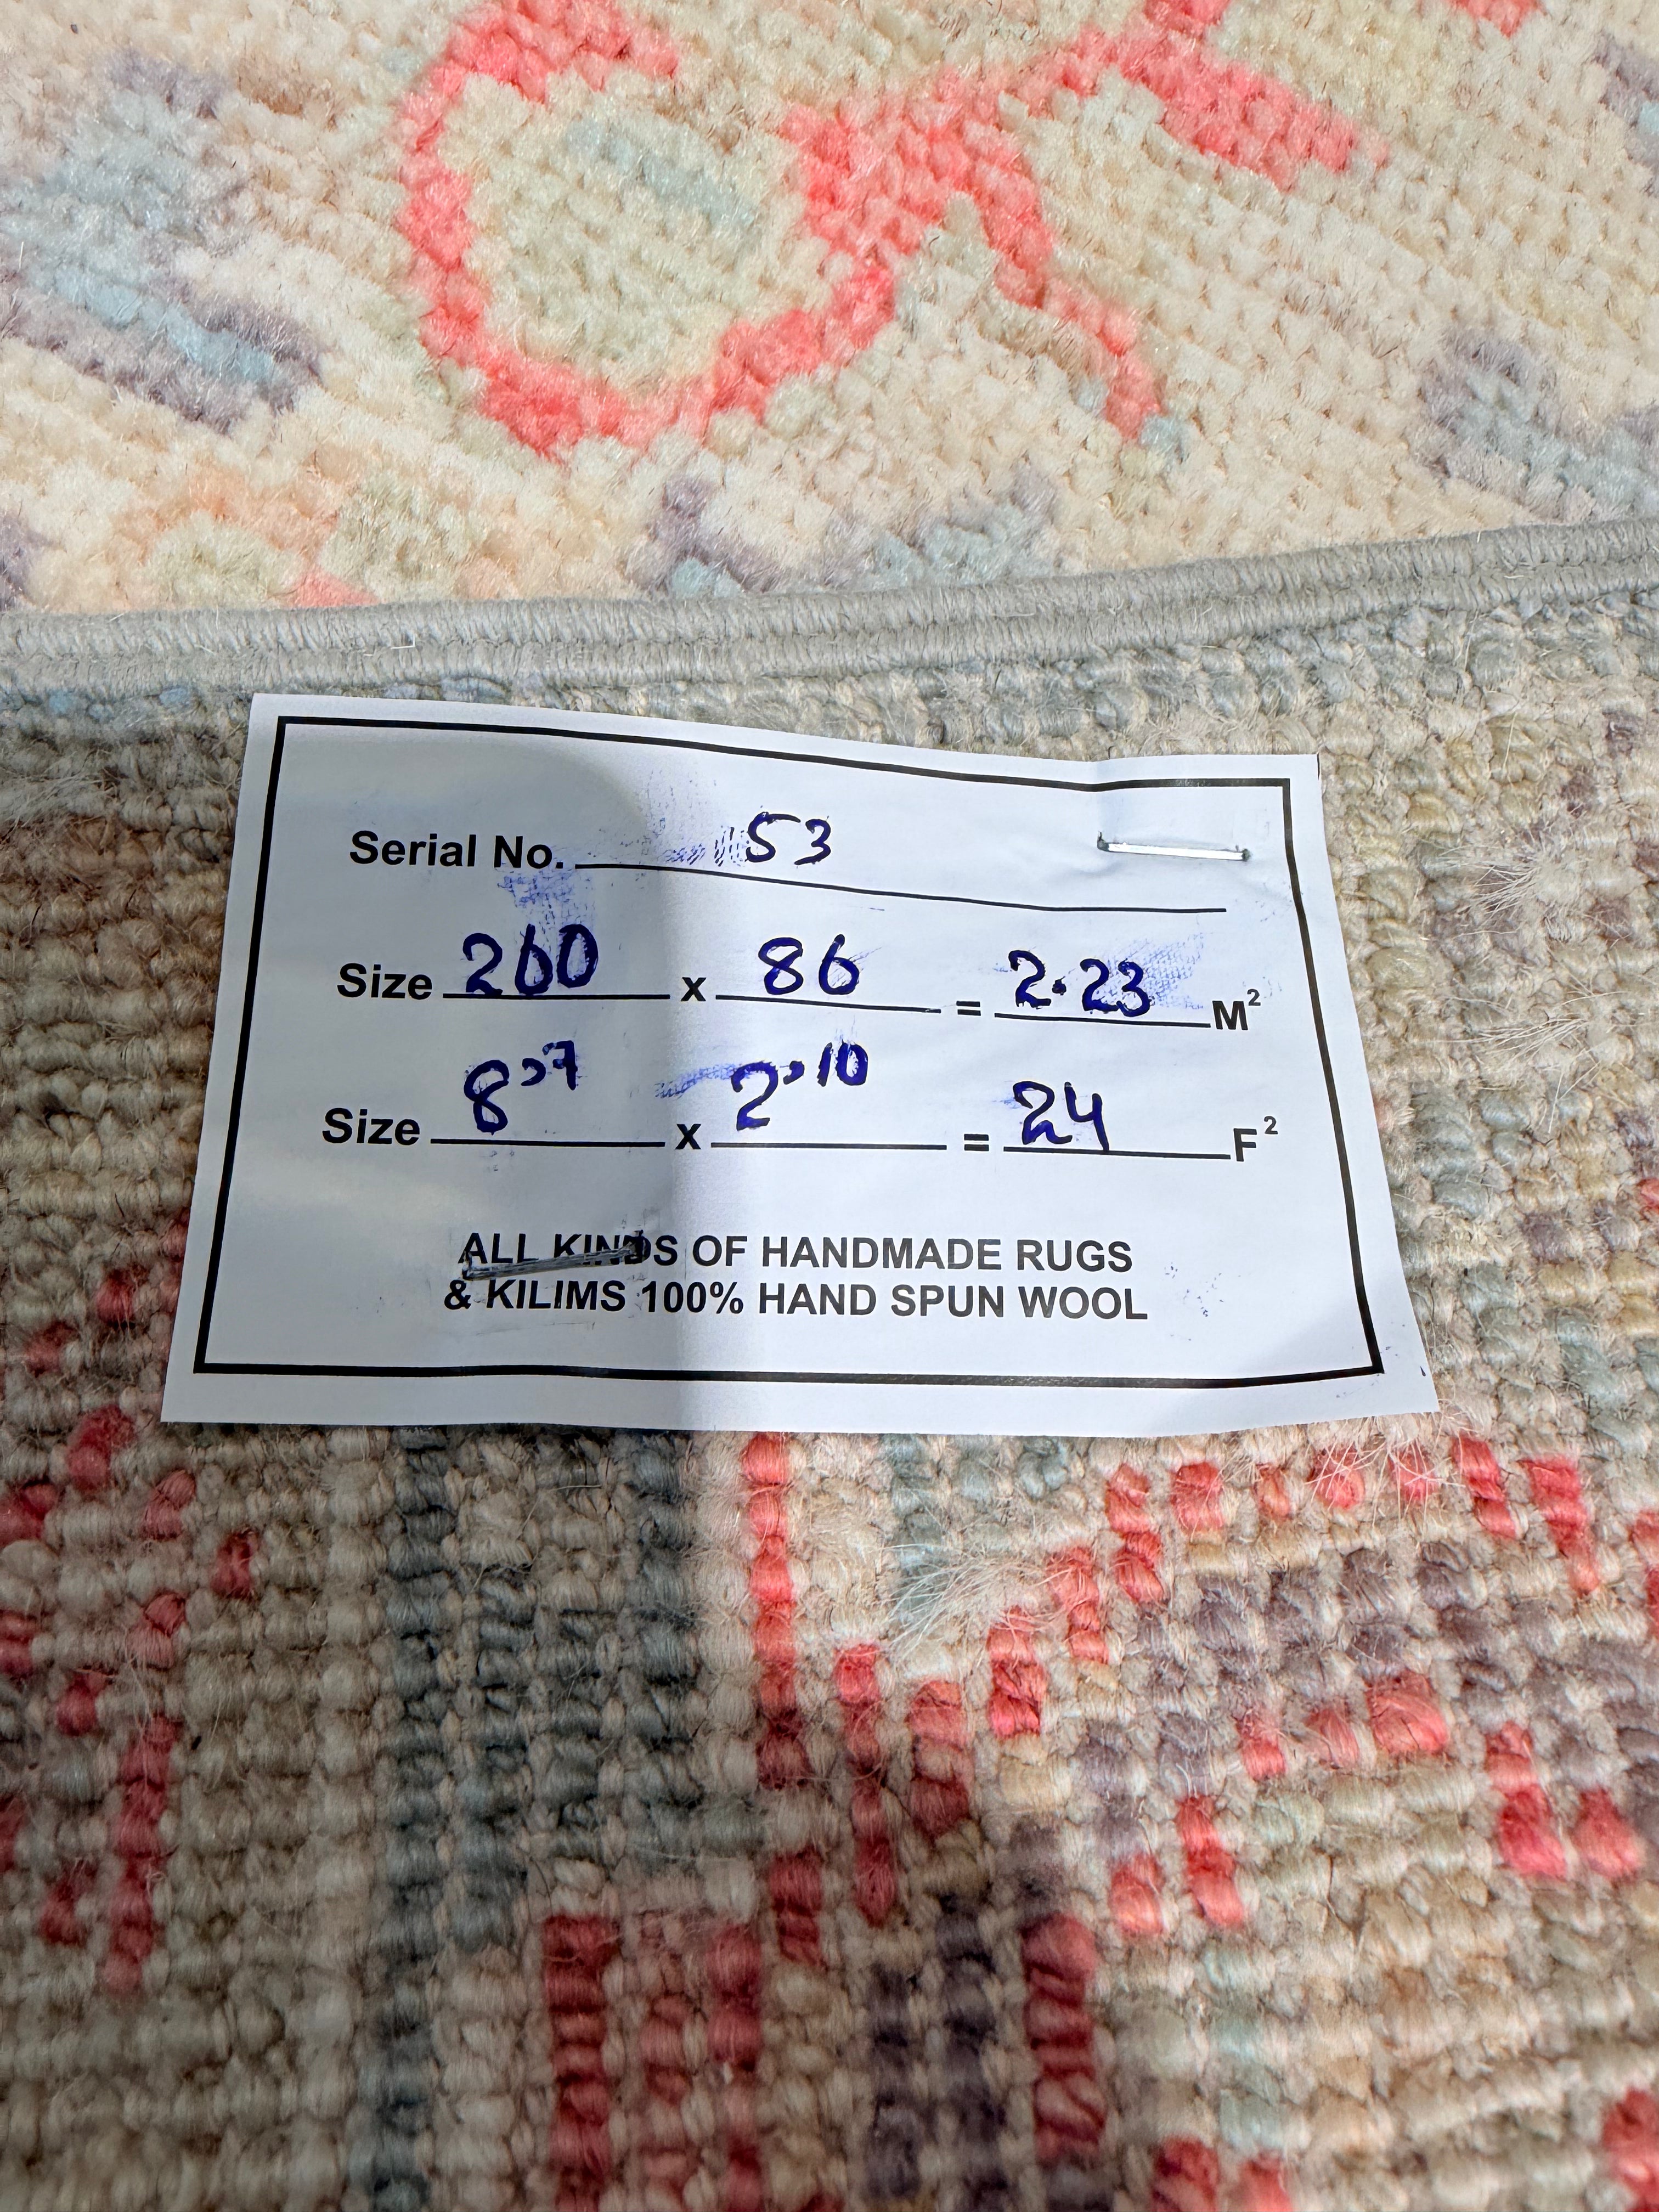 Serial No. 53
Size 260 x 86 = 2.23 M²
Size 8'7 x 2'10 = 24 F²
ALL KINDS OF HANDMADE RUGS
& KILIMS 100% HAND SPUN WOOL